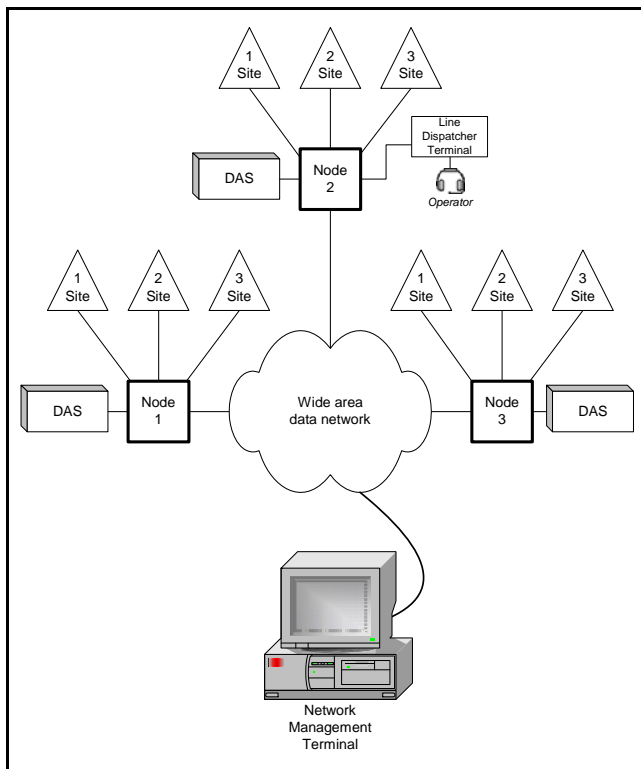 1
Site
2
Site
3
Site
Line
Dispatcher
Terminal
Operator
DAS
Node
2
1
Site
2
Site
3
Site
1
Site
2
Site
3
Site
DAS
Node
1
Wide area
data network
Node
3
DAS
Network
Management
Terminal